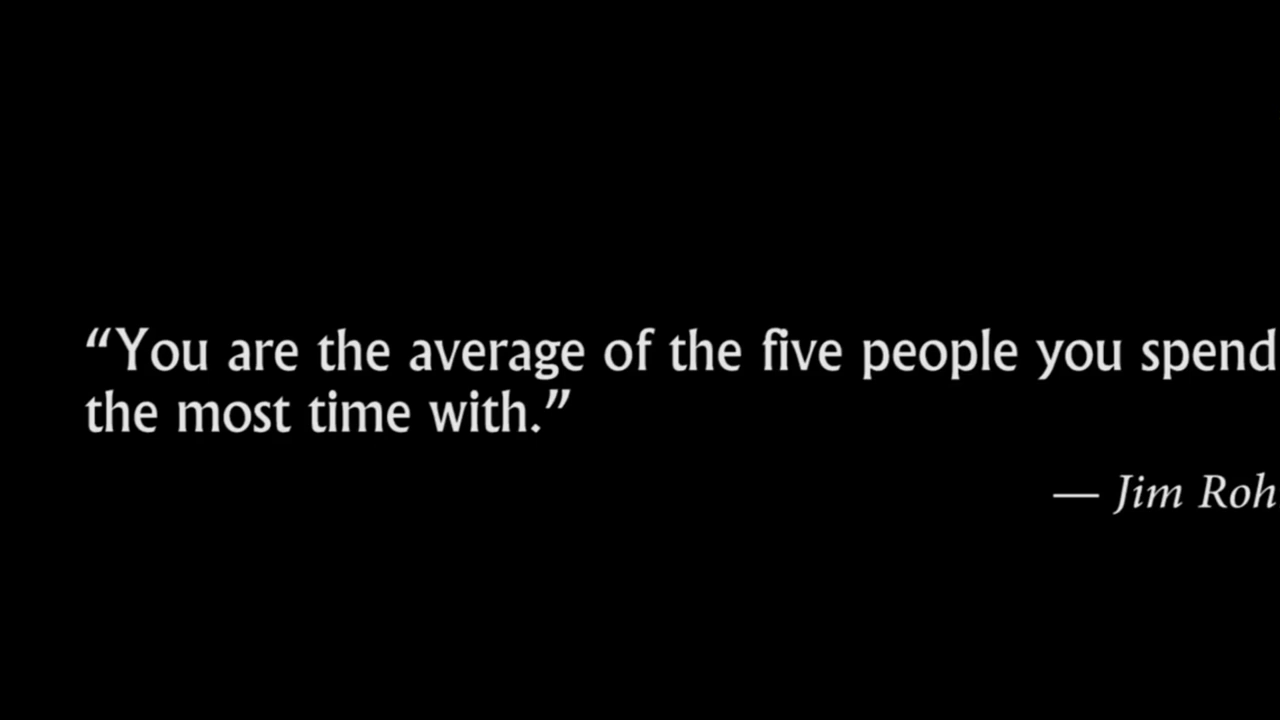 “You are the average of the five people you spend
the most time with.”
— Jim Roh